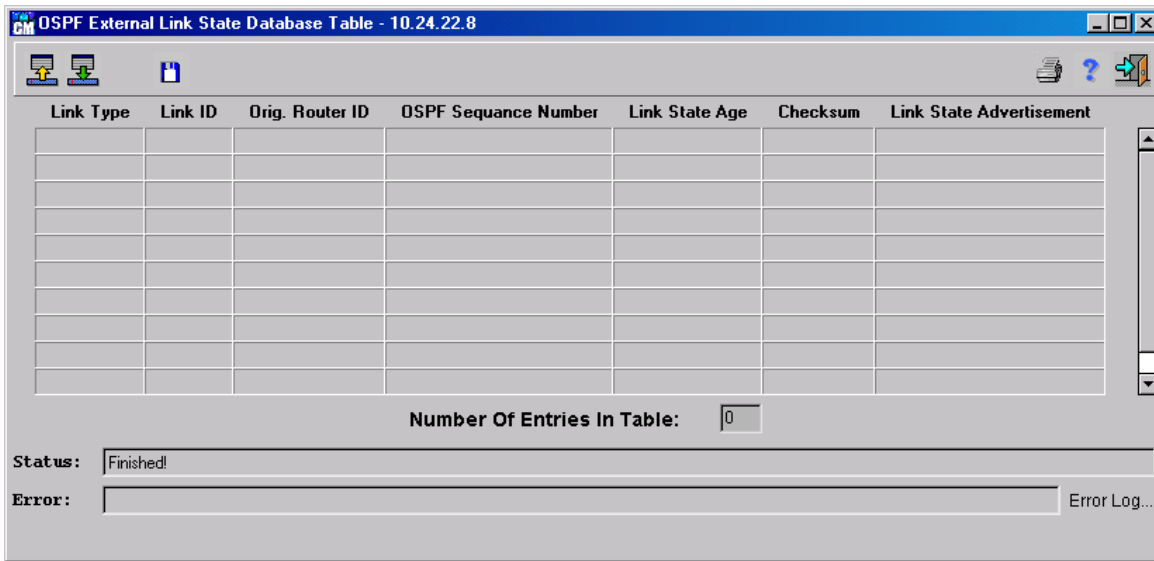 OSPF External Link State Database Table - 10.24.22.8
Link Type Link ID Orig. Router ID OSPF Sequance Number Link State Age Checksum Link State Advertisement
Number Of Entries In Table: 0
Status: Finished!
Error: Error Log...